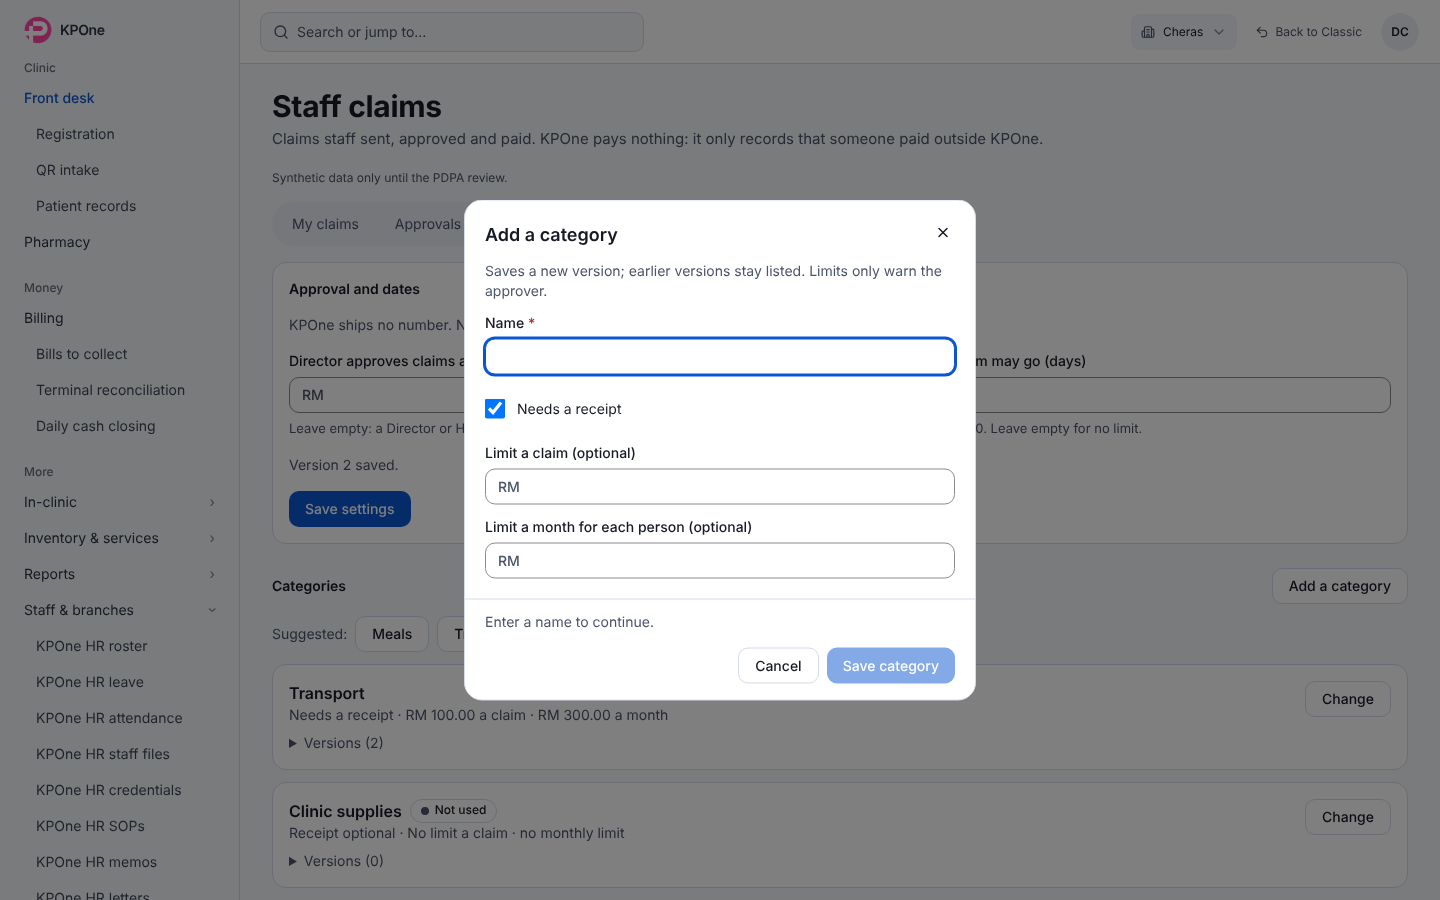 KPOne
Search or jump to...
Cheras
Back to Classic
DC
Clinic
Front desk
Registration
QR intake
Patient records
Pharmacy
Money
Billing
Bills to collect
Terminal reconciliation
Daily cash closing
More
In-clinic
Inventory & services
Reports
Staff & branches
KPOne HR roster
KPOne HR leave
KPOne HR attendance
KPOne HR staff files
KPOne HR credentials
KPOne HR SOPs
KPOne HR memos
KPOne HR letters
Staff claims
Claims staff sent, approved and paid. KPOne pays nothing: it only records that someone paid outside KPOne.
Synthetic data only until the PDPA review.
My claims
Approvals
Approval and dates
KPOne ships no number.
Director approves claims
may go (days)
RM
Leave empty: a Director or
Leave empty for no limit.
Version 2 saved.
Save settings
Categories
Add a category
Suggested:
Meals
Transport
Needs a receipt · RM 100.00 a claim · RM 300.00 a month
Versions (2)
Change
Clinic supplies
Not used
Receipt optional · No limit a claim · no monthly limit
Versions (0)
Change
Add a category
Saves a new version; earlier versions stay listed. Limits only warn the
approver.
Name *
Needs a receipt
Limit a claim (optional)
RM
Limit a month for each person (optional)
RM
Enter a name to continue.
Cancel
Save category